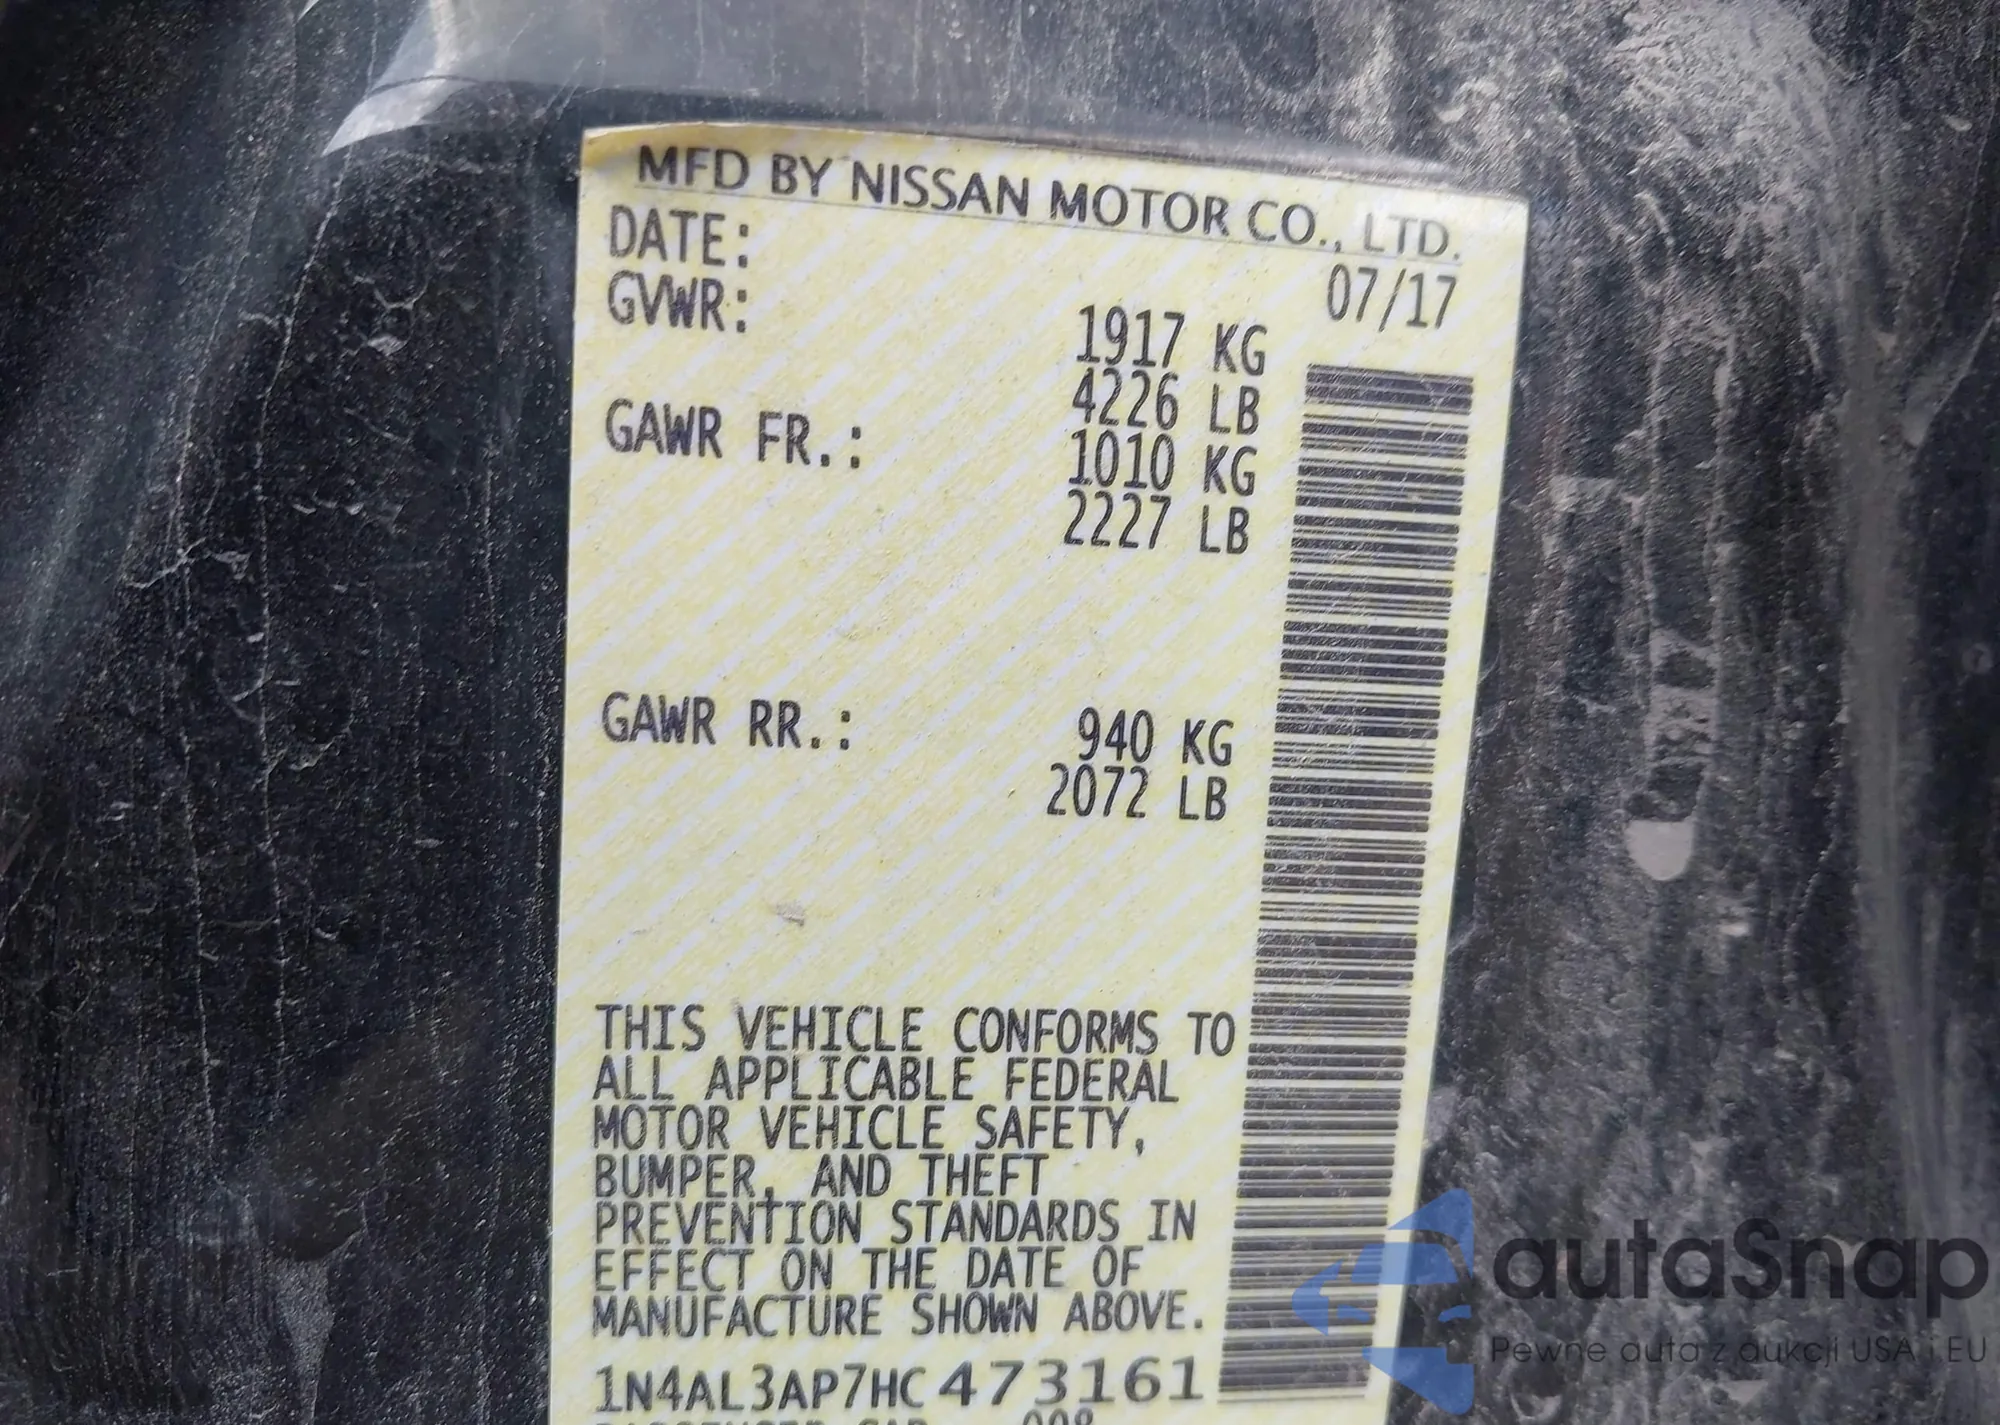 MFD BY NISSAN MOTOR CO., LTD.
DATE: 07/17
GVWR: 1917 KG
4226 LB
GAWR FR.: 1010 KG
2227 LB
GAWR RR.: 940 KG
2072 LB
THIS VEHICLE CONFORMS TO
ALL APPLICABLE FEDERAL
MOTOR VEHICLE SAFETY,
BUMPER, AND THEFT
PREVENTION STANDARDS IN
EFFECT ON THE DATE OF
MANUFACTURE SHOWN ABOVE.
1N4AL3AP7HC473161
autaSnap
Pewne auta z aukcji USA i EU